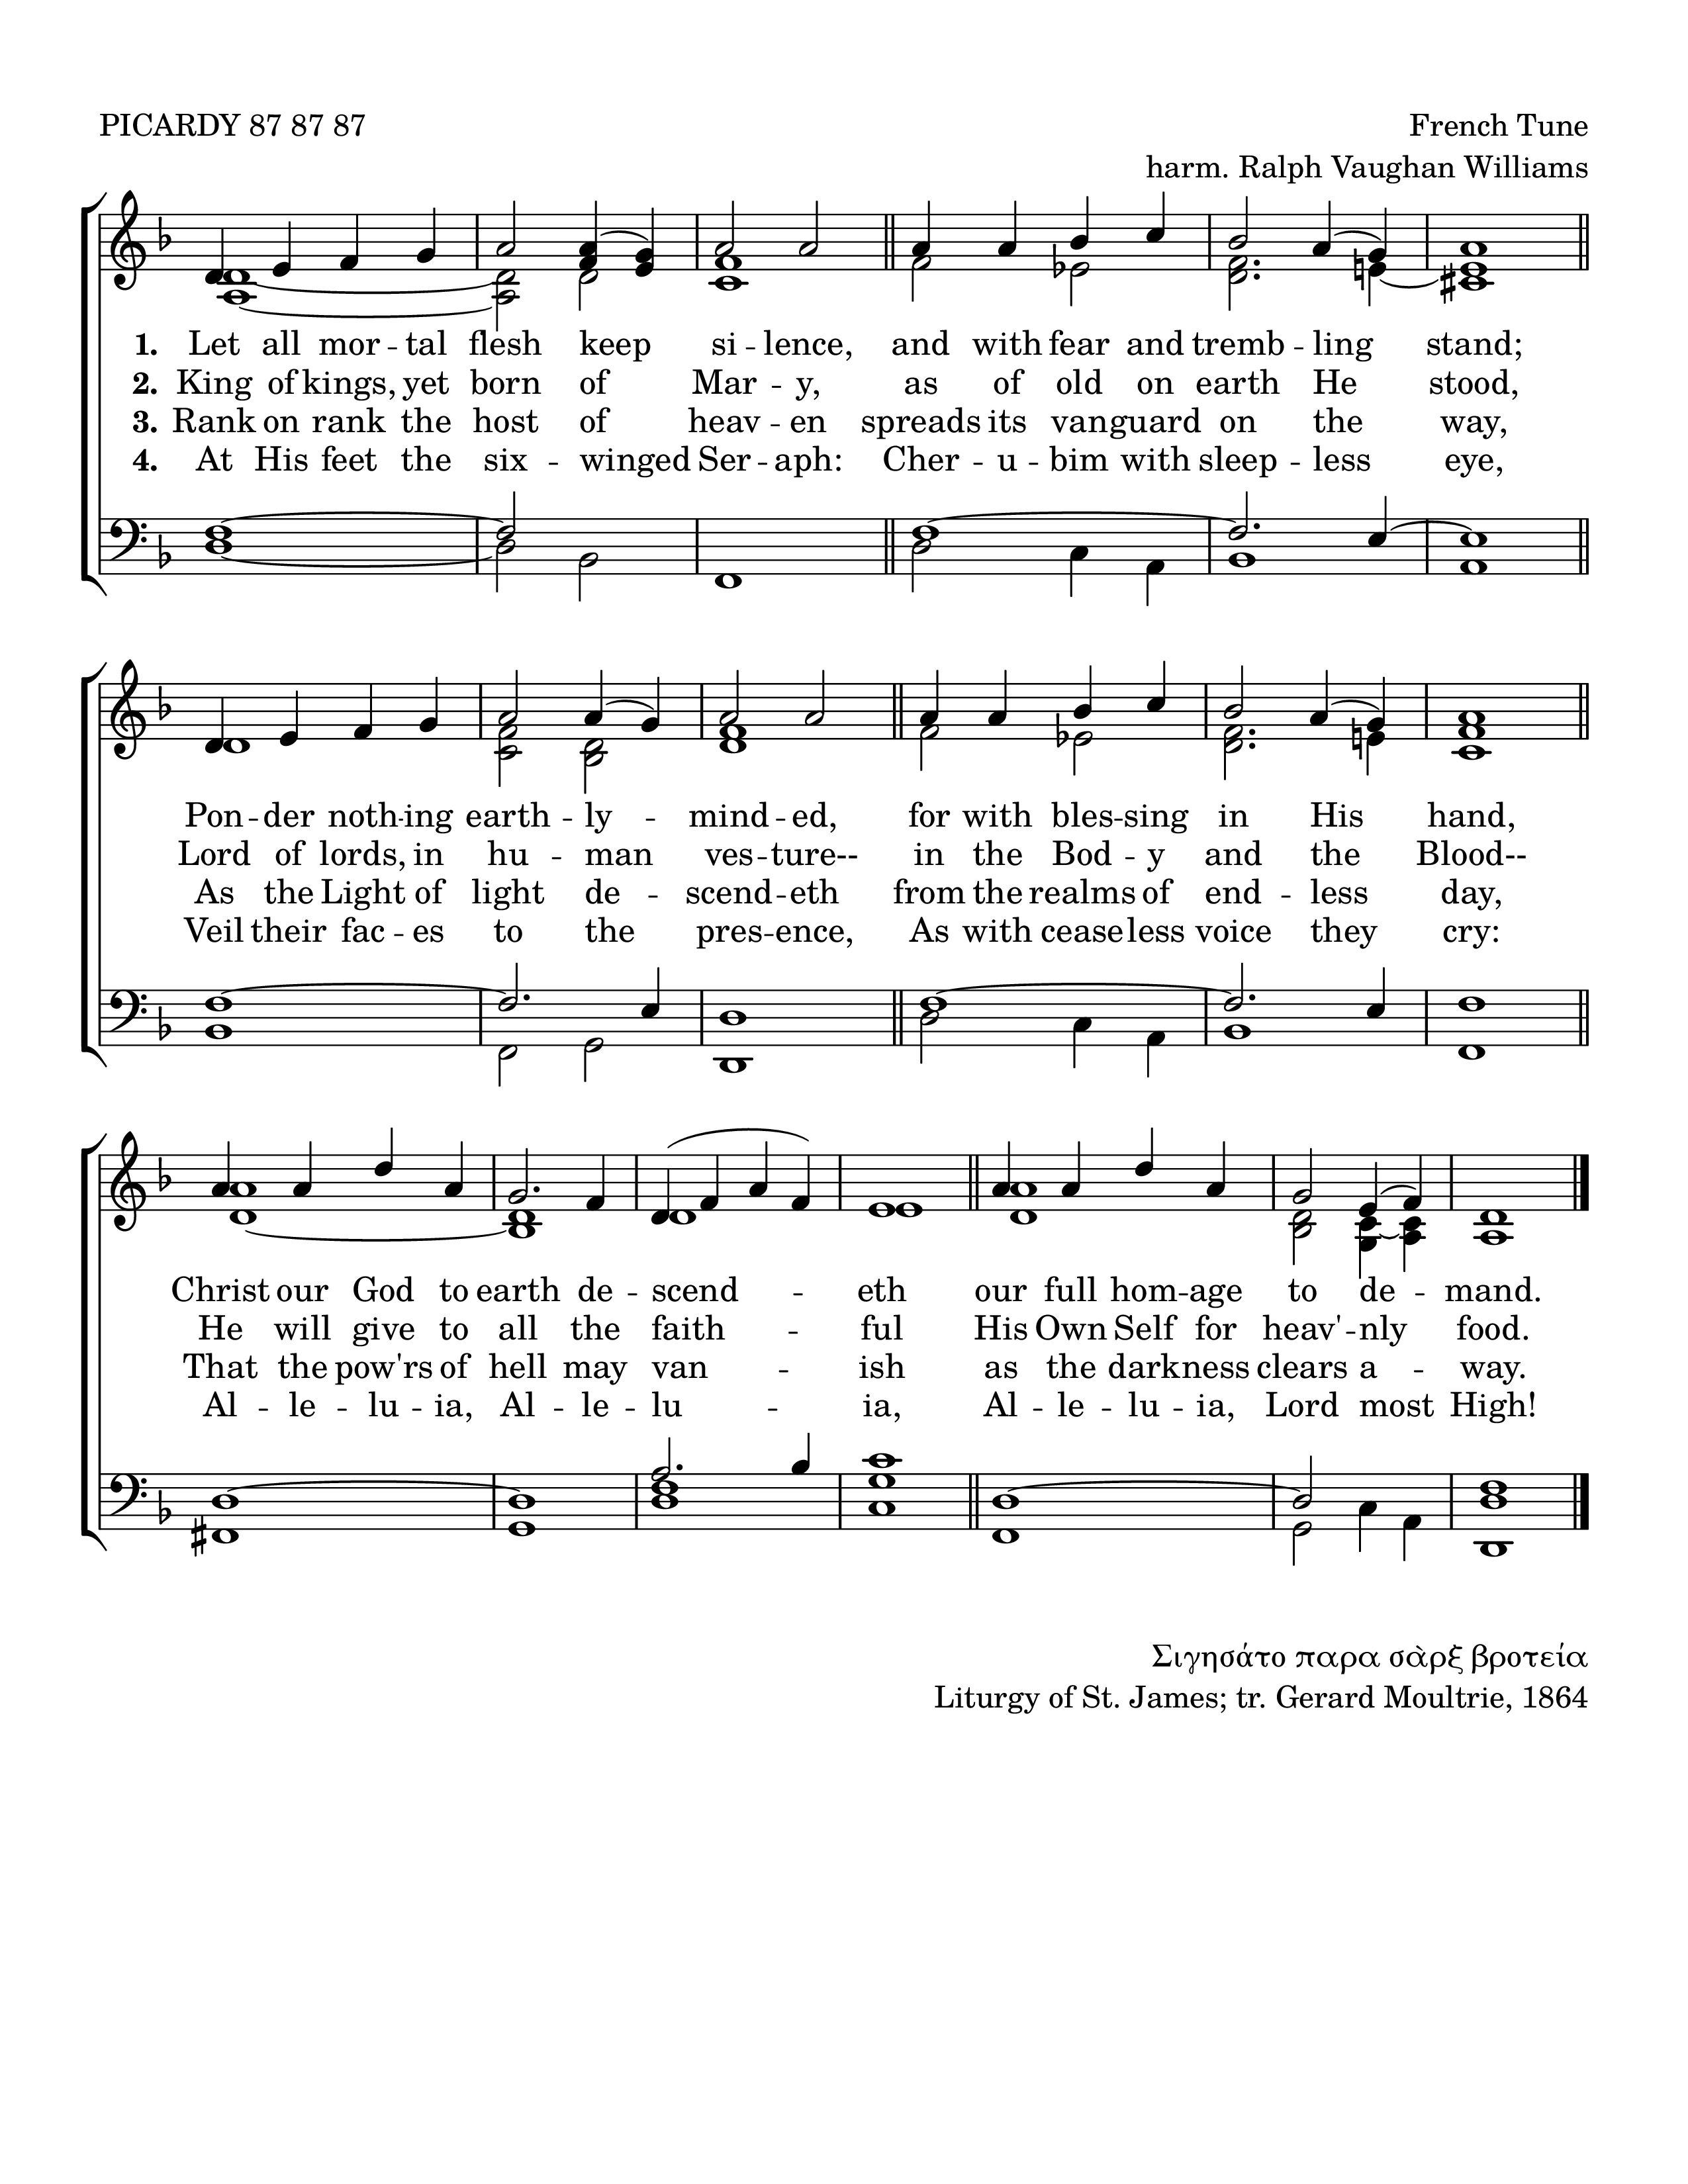 PICARDY 87 87 87
French Tune
harm. Ralph Vaughan Williams
1. Let all mor - tal flesh keep si - lence, and with fear and tremb - ling stand;
2. King of kings, yet born of Mar - y, as of old on earth He stood,
3. Rank on rank the host of heav - en spreads its vanguard on the way,
4. At His feet the six - winged Ser - aph: Cher - u - bim with sleep - less eye,
Pon - der noth - ing earth - ly - mind - ed, for with bles - sing in His hand,
Lord of lords, in hu - man ves - ture-- in the Bod - y and the Blood--
As the Light of light de - scend - eth from the realms of end - less day,
Veil their fac - es to the pres - ence, As with cease - less voice they cry:
Christ our God to earth de - scend - eth our full hom - age to de - mand.
He will give to all the faith - ful His Own Self for heav' - nly food.
That the pow'rs of hell may van - ish as the darkness clears a - way.
Al - le - lu - ia, Al - le - lu - ia, Al - le - lu - ia, Lord most High!
Σιγησάτο παρα σὰρξ βροτεία
Liturgy of St. James; tr. Gerard Moultrie, 1864